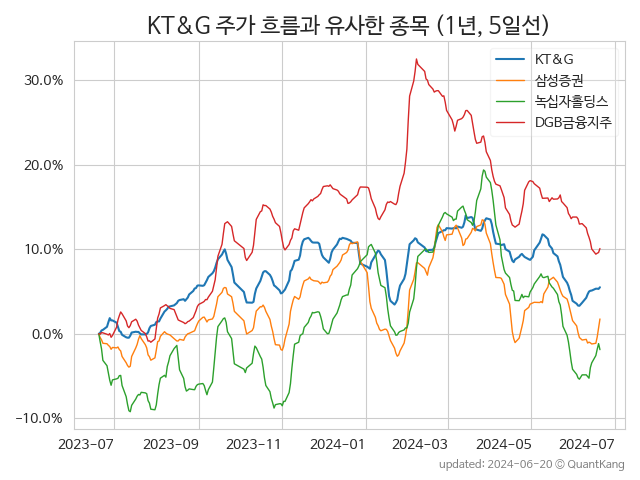 KT&G 주가 흐름과 유사한 종목 (1년, 5일선)
KT&G
삼성증권
녹십자홀딩스
DGB금융지주
30.0%
20.0%
10.0%
0.0%
−10.0%
2023-07 2023-09 2023-11 2024-01 2024-03 2024-05 2024-07
updated: 2024-06-20 © QuantKang